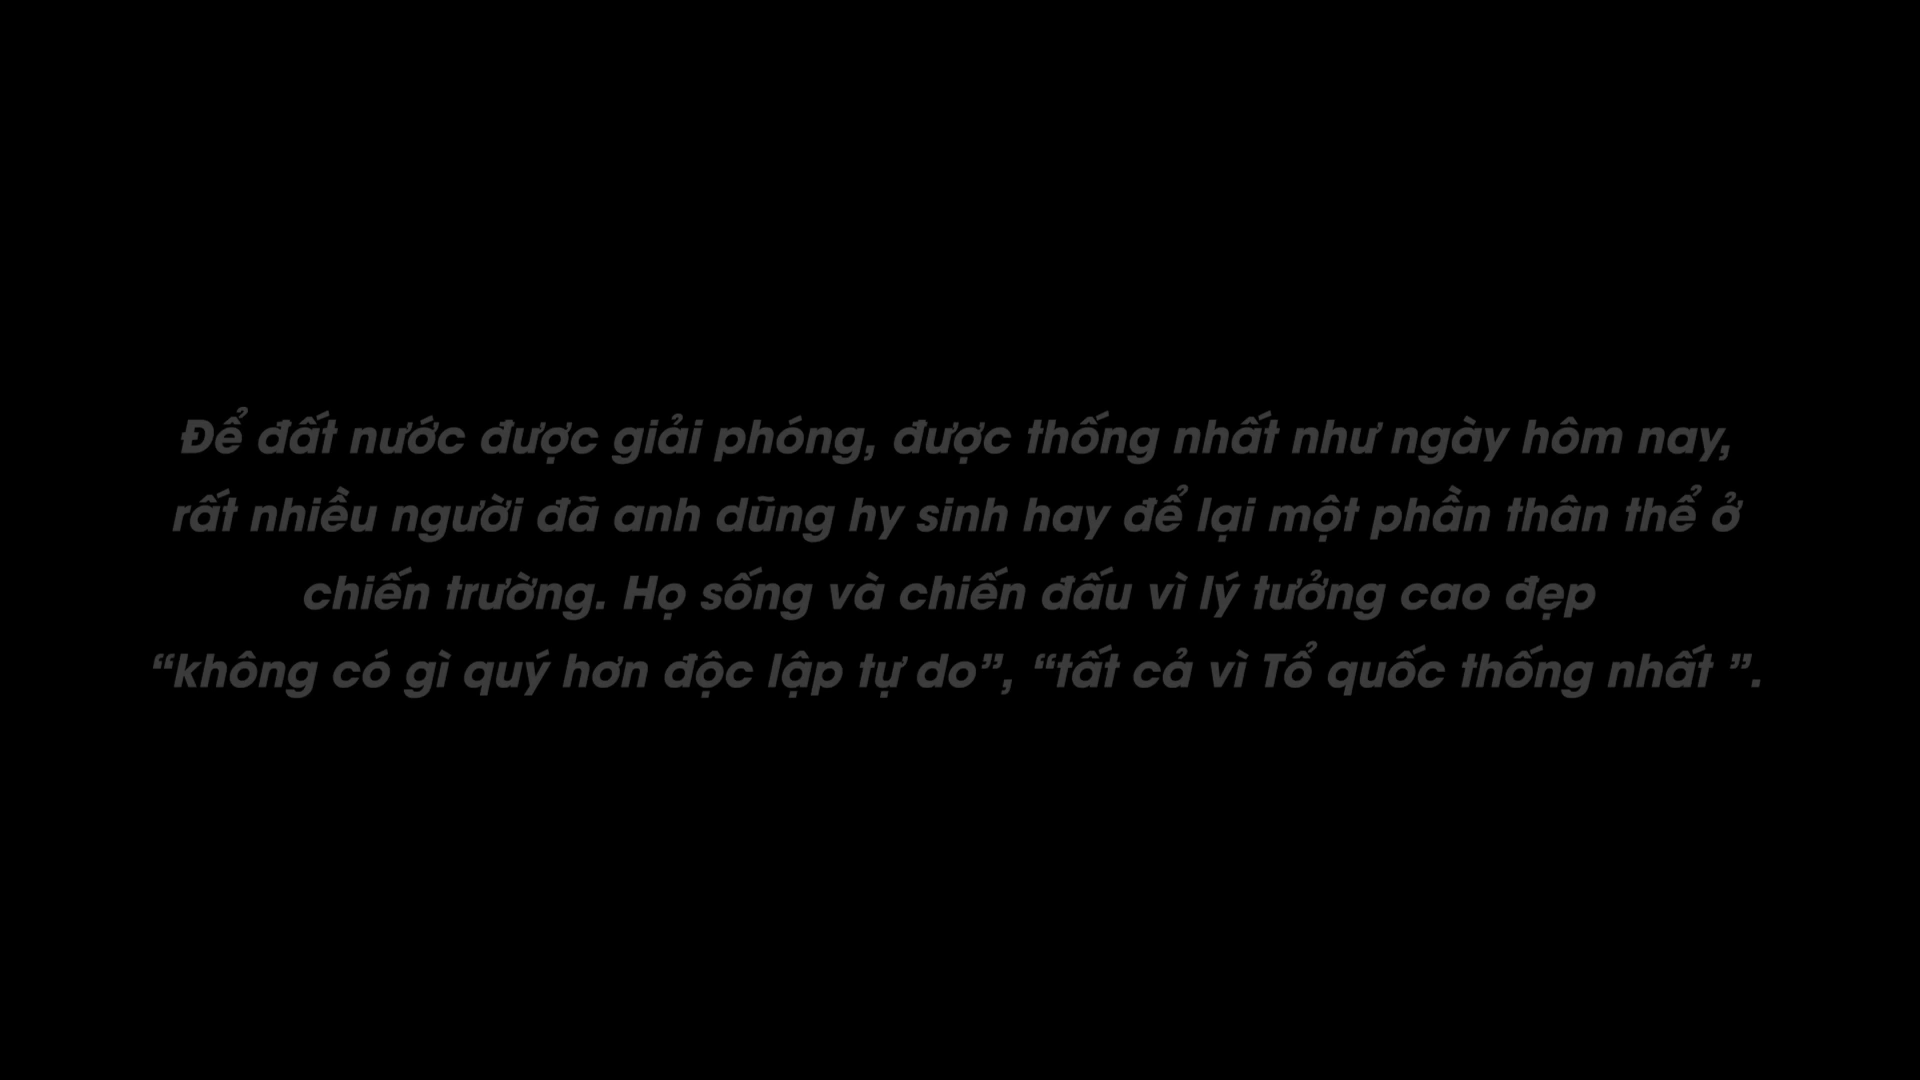 Để đất nước được giải phóng, được thống nhất như ngày hôm nay,
rất nhiều người đã anh dũng hy sinh hay để lại một phần thân thể ở
chiến trường. Họ sống và chiến đấu vì lý tưởng cao đẹp
“không có gì quý hơn độc lập tự do”, “tất cả vì Tổ quốc thống nhất ”.